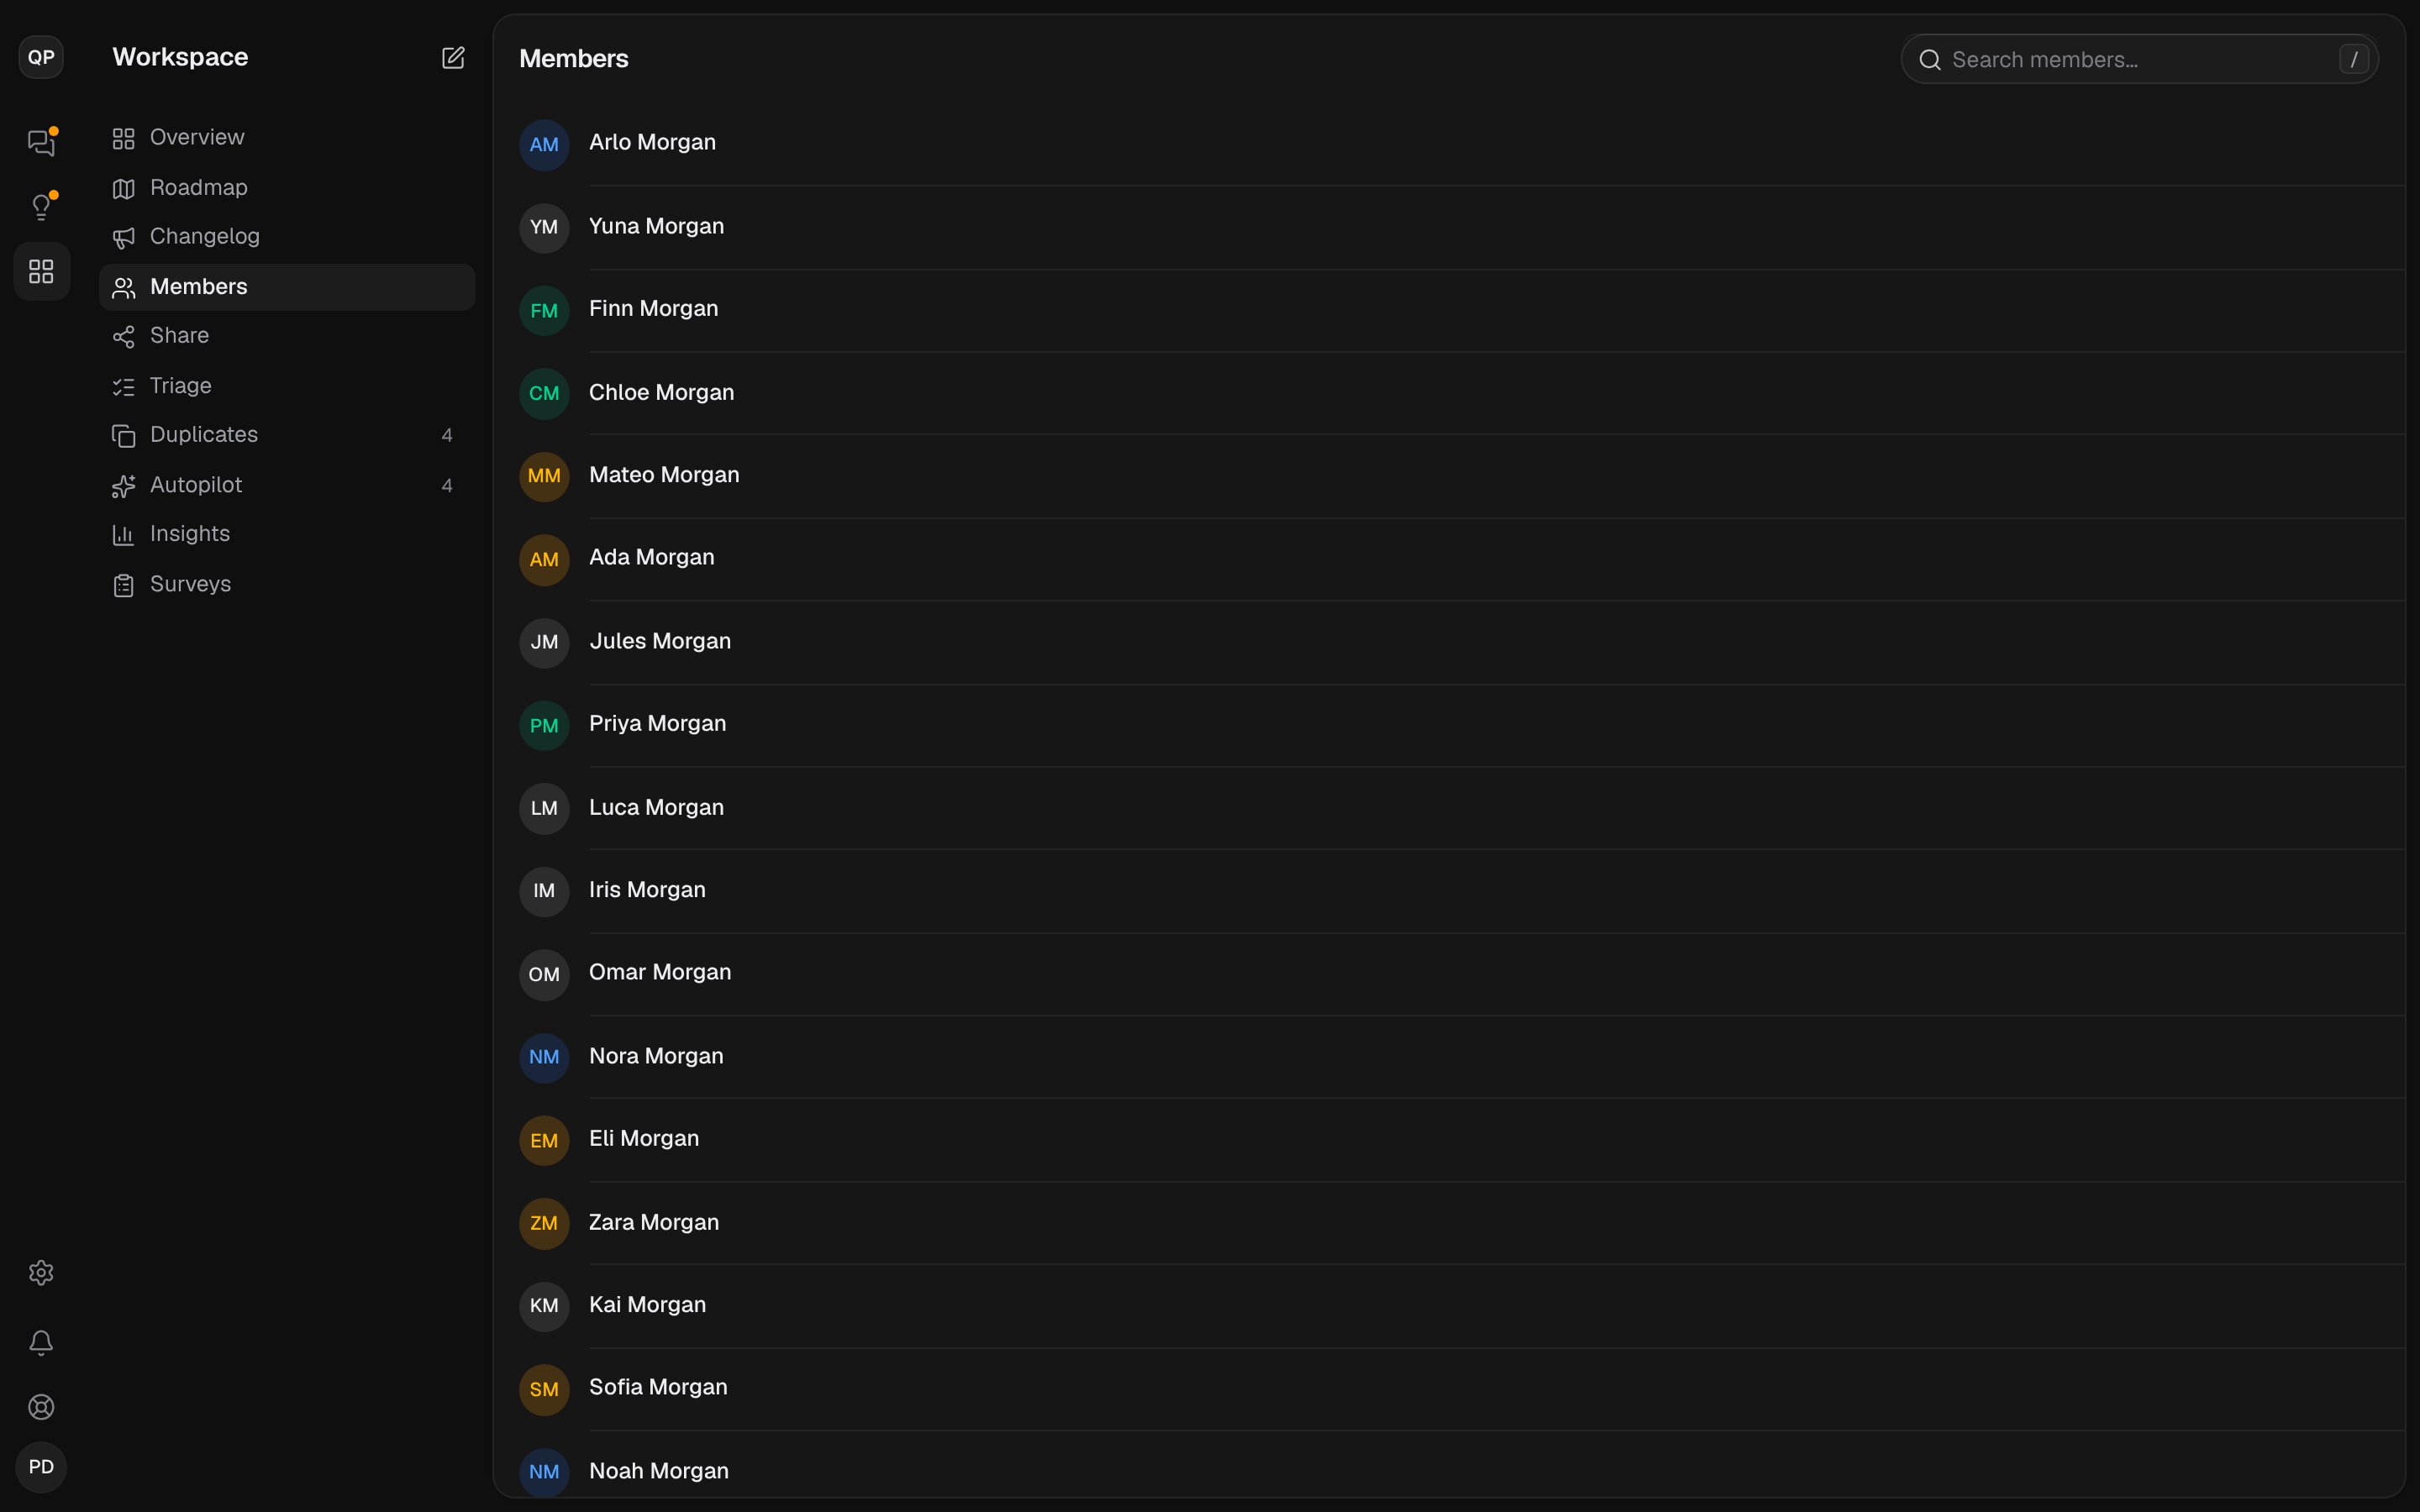 QP
Workspace
Overview
Roadmap
Changelog
Members
Share
Triage
Duplicates 4
Autopilot 4
Insights
Surveys
PD
Members
Search members... /
AM Arlo Morgan
YM Yuna Morgan
FM Finn Morgan
CM Chloe Morgan
MM Mateo Morgan
AM Ada Morgan
JM Jules Morgan
PM Priya Morgan
LM Luca Morgan
IM Iris Morgan
OM Omar Morgan
NM Nora Morgan
EM Eli Morgan
ZM Zara Morgan
KM Kai Morgan
SM Sofia Morgan
NM Noah Morgan